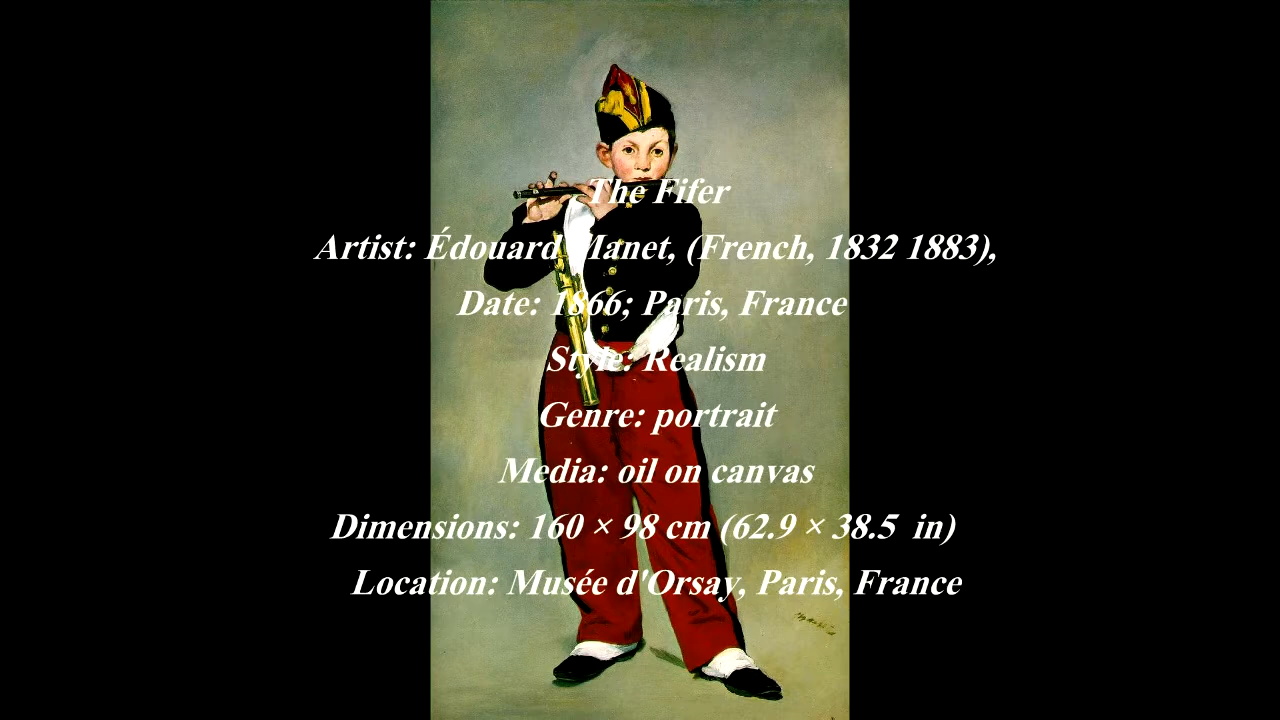 The Fifer
Artist: Édouard Manet, (French, 1832 1883),
Date: 1866; Paris, France
Style: Realism
Genre: portrait
Media: oil on canvas
Dimensions: 160 × 98 cm (62.9 × 38.5 in)
Location: Musée d'Orsay, Paris, France